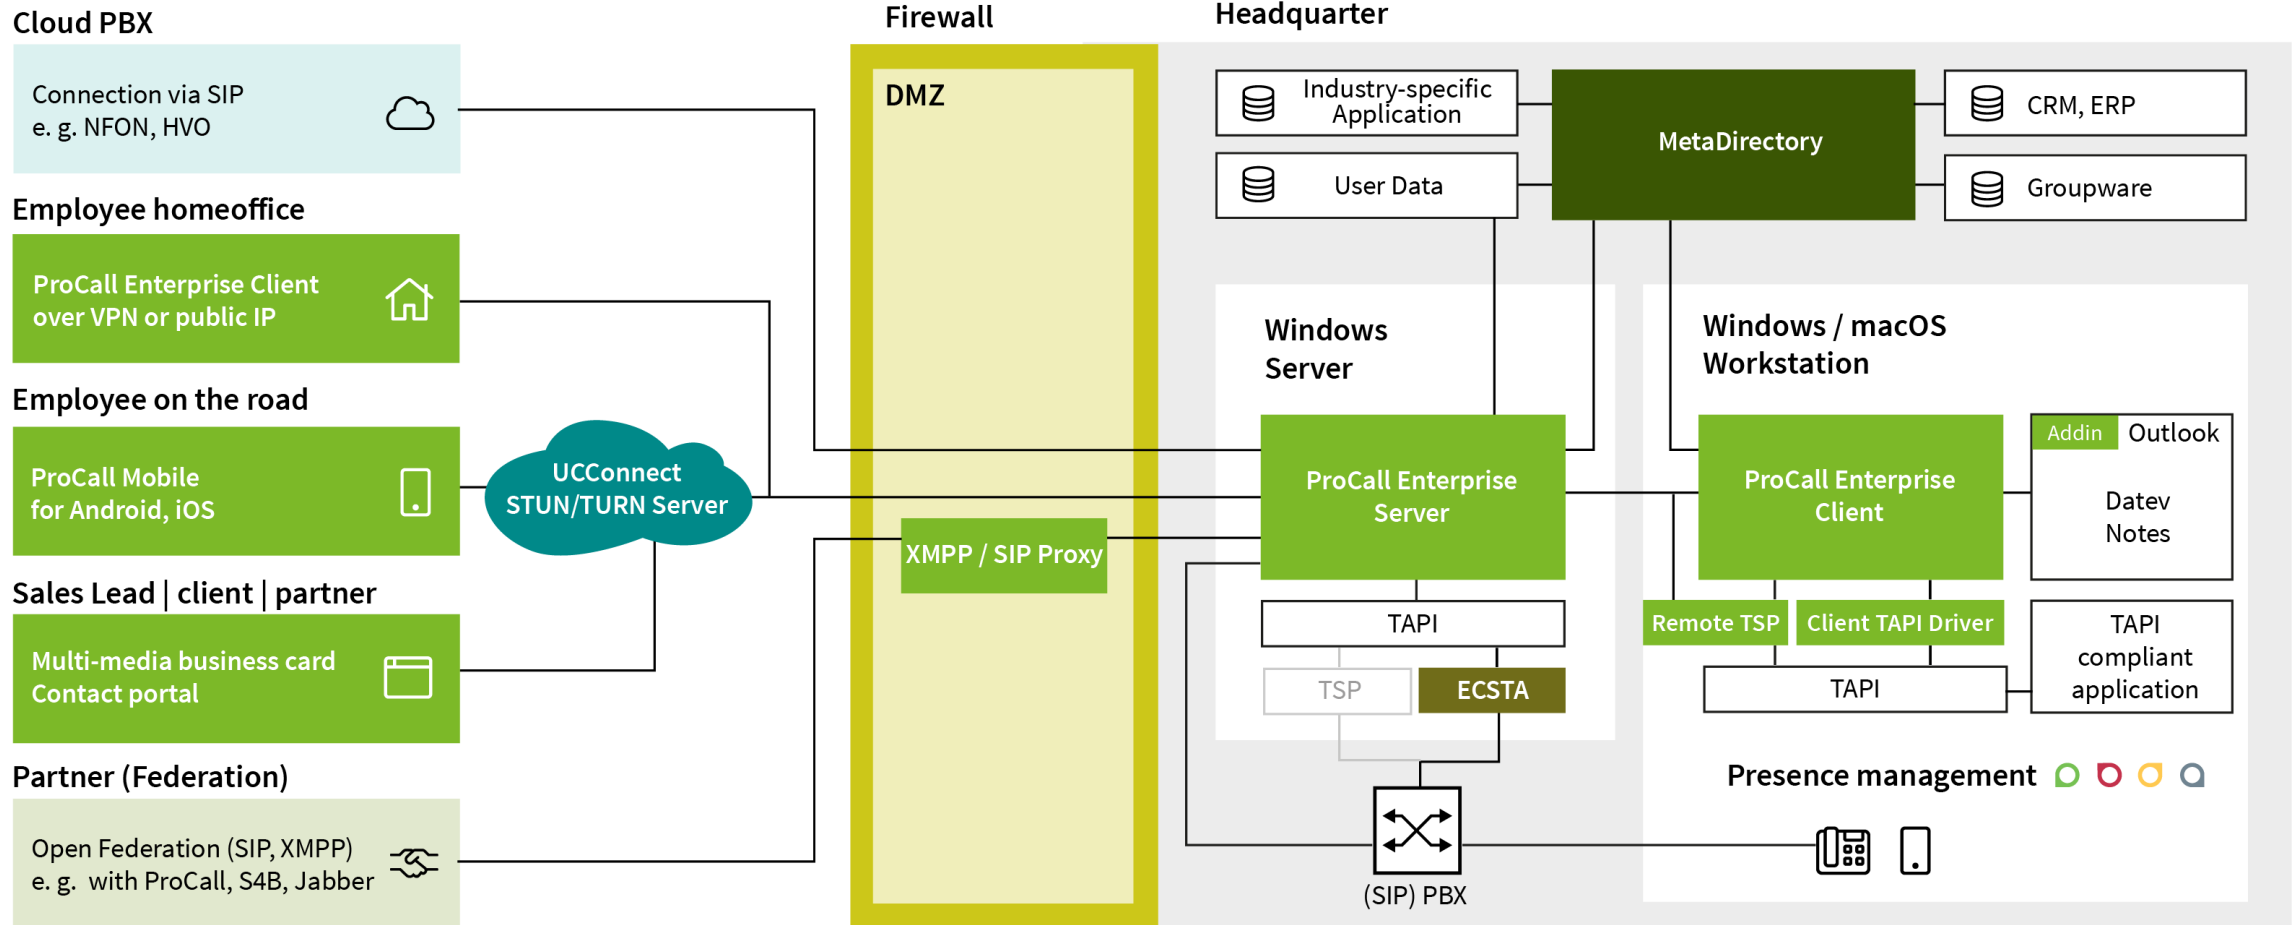 Cloud PBX
Connection via SIP
e. g. NFON, HVO
Employee homeoffice
ProCall Enterprise Client
over VPN or public IP
Employee on the road
ProCall Mobile
for Android, iOS
UCConnect
STUN/TURN Server
Sales Lead | client | partner
Multi-media business card
Contact portal
Partner (Federation)
Open Federation (SIP, XMPP)
e. g.  with ProCall, S4B, Jabber
Firewall
DMZ
XMPP / SIP Proxy
Headquarter
Industry-specific
Application
User Data
MetaDirectory
CRM, ERP
Groupware
Windows
Server
ProCall Enterprise
Server
TAPI
TSP
ECSTA
(SIP) PBX
Windows / macOS
Workstation
ProCall Enterprise
Client
Addin
Outlook
Datev
Notes
Remote TSP
Client TAPI Driver
TAPI
TAPI
compliant
application
Presence management